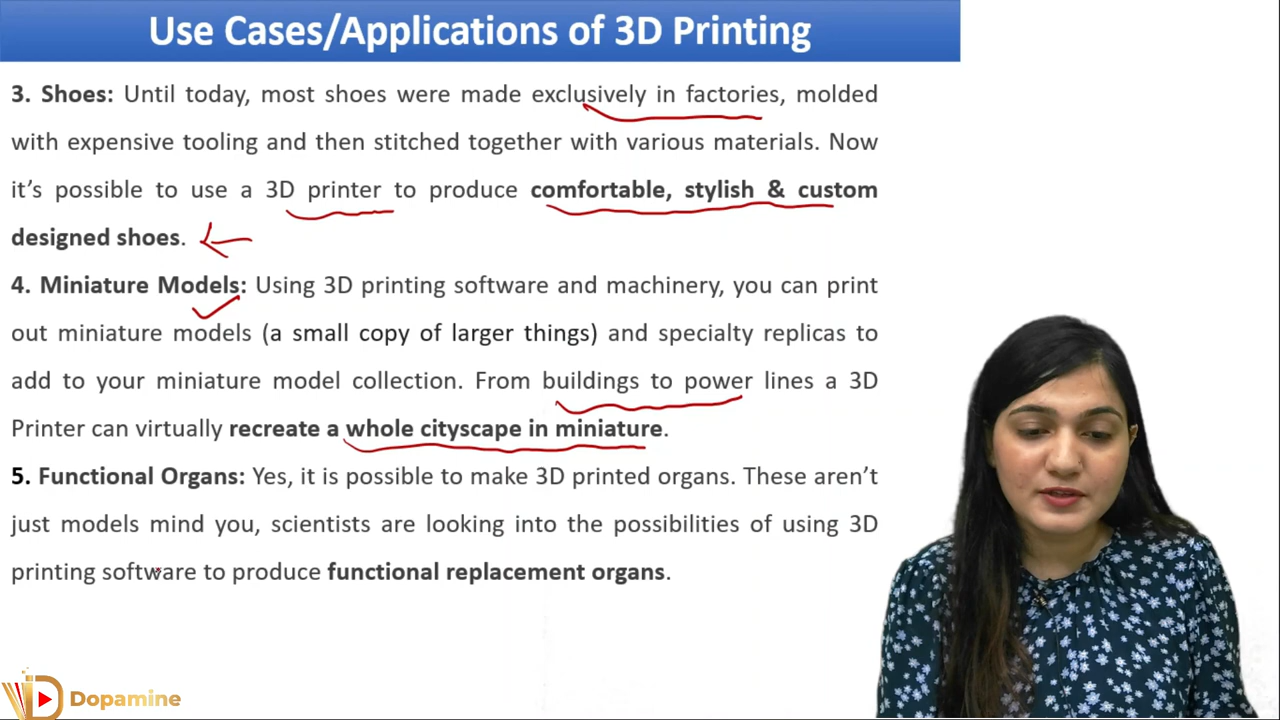 Use Cases/Applications of 3D Printing
3. Shoes: Until today, most shoes were made exclusively in factories, molded
with expensive tooling and then stitched together with various materials. Now
it’s possible to use a 3D printer to produce comfortable, stylish & custom
designed shoes.
4. Miniature Models: Using 3D printing software and machinery, you can print
out miniature models (a small copy of larger things) and specialty replicas to
add to your miniature model collection. From buildings to power lines a 3D
Printer can virtually recreate a whole cityscape in miniature.
5. Functional Organs: Yes, it is possible to make 3D printed organs. These aren’t
just models mind you, scientists are looking into the possibilities of using 3D
printing software to produce functional replacement organs.
Dopamine